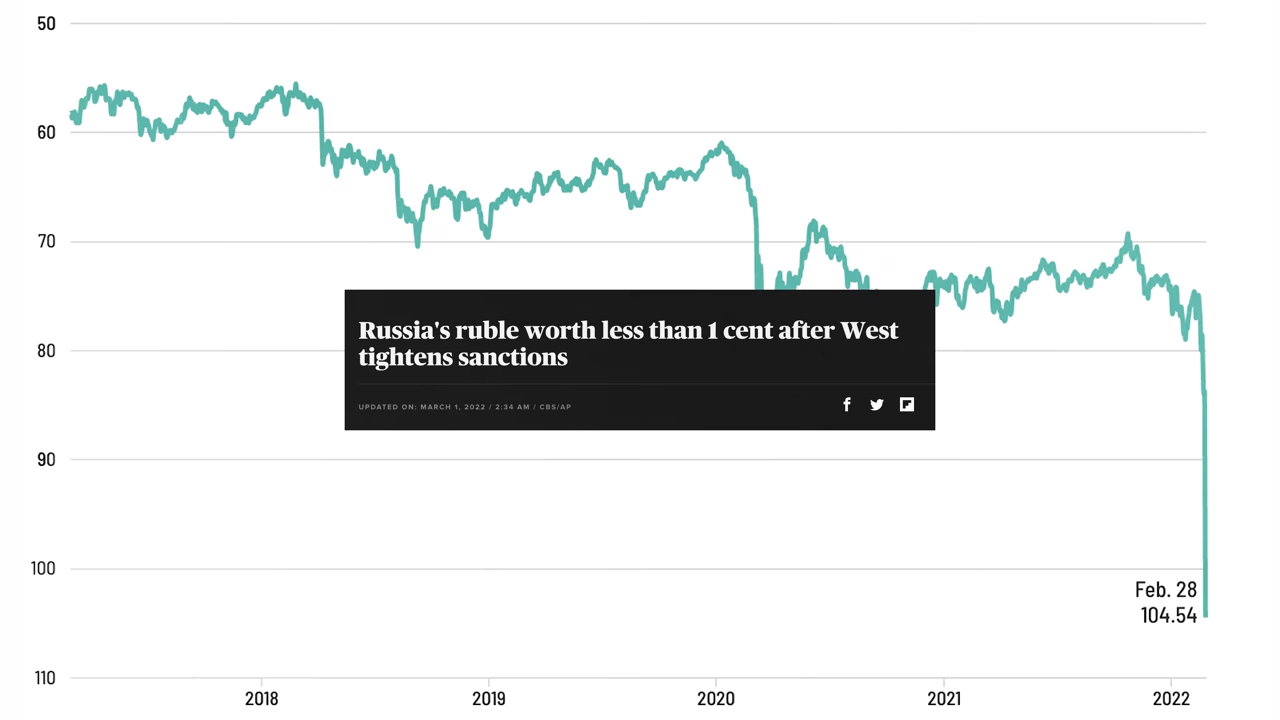 50
60
70
Russia's ruble worth less than 1 cent after West
tightens sanctions
UPDATED ON: MARCH 1, 2022 / 2:34 AM / CBS/AP
80
90
100
Feb. 28
104.54
110
2018 2019 2020 2021 2022